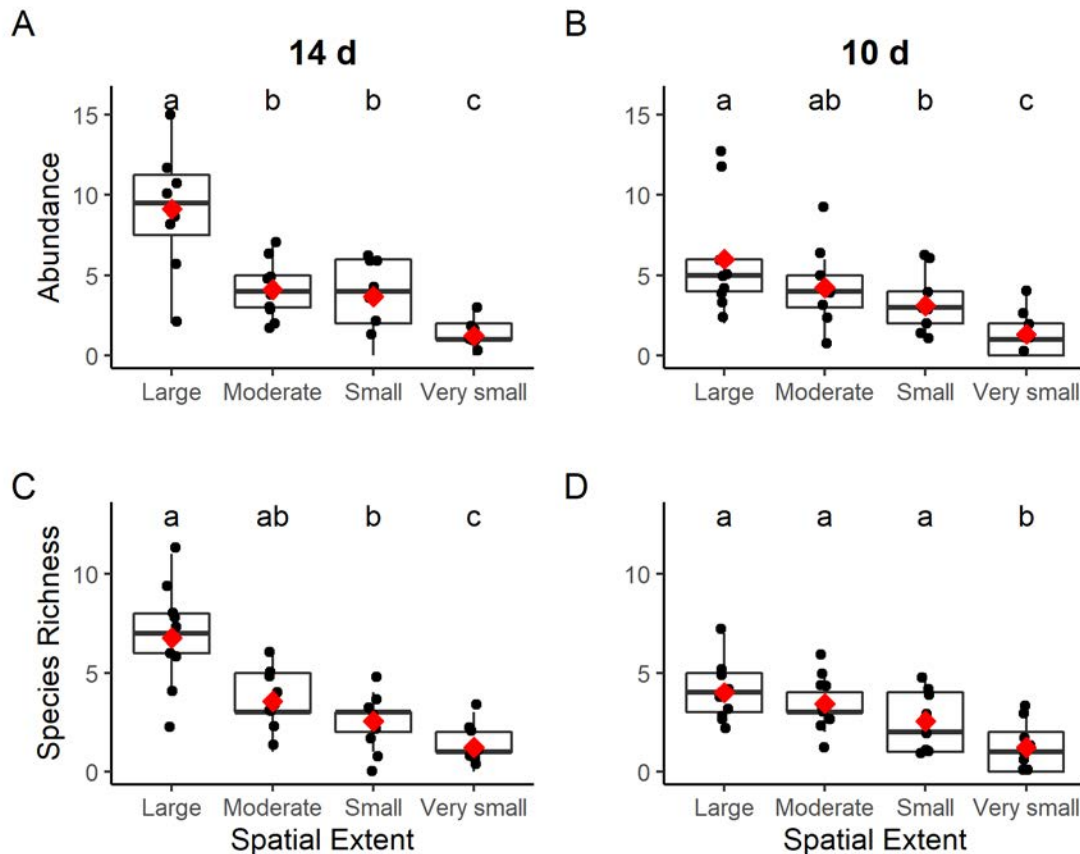 A
B
14 d
10 d
a b b c
a ab b c
Abundance
15
10
5
0
15
10
5
0
Large Moderate Small Very small
Large Moderate Small Very small
C
D
a ab b c
a a a b
Species Richness
10
5
0
10
5
0
Large Moderate Small Very small
Large Moderate Small Very small
Spatial Extent
Spatial Extent